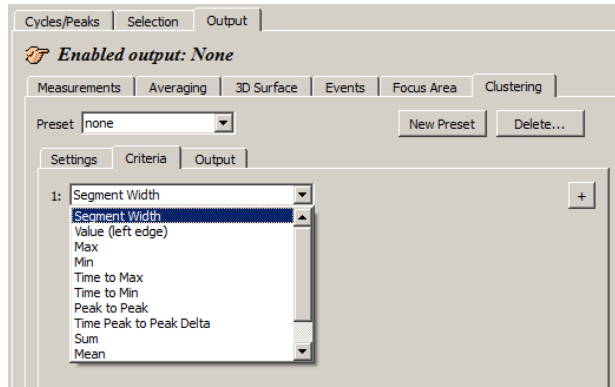 Cycles/Peaks Selection Output
Enabled output: None
Measurements Averaging 3D Surface Events Focus Area Clustering
Preset none New Preset Delete...
Settings Criteria Output
1: Segment Width +
Segment Width
Value (left edge)
Max
Min
Time to Max
Time to Min
Peak to Peak
Time Peak to Peak Delta
Sum
Mean